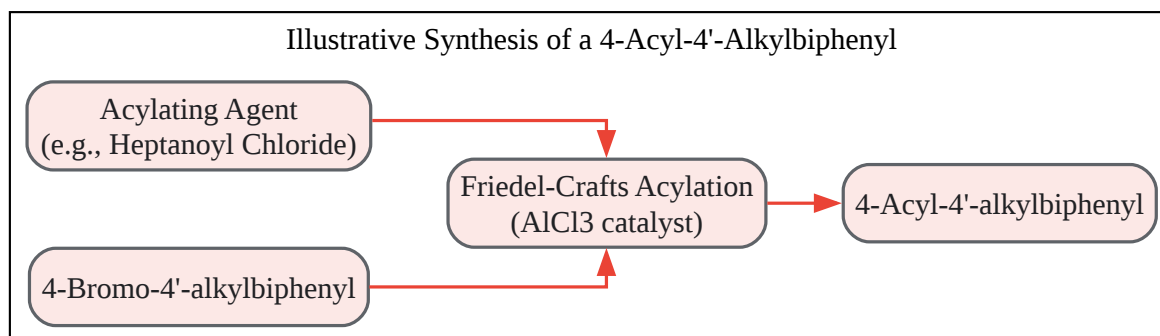 Illustrative Synthesis of a 4-Acyl-4'-Alkylbiphenyl
Acylating Agent
(e.g., Heptanoyl Chloride)
Friedel-Crafts Acylation
(AlCl3 catalyst)
4-Acyl-4'-alkylbiphenyl
4-Bromo-4'-alkylbiphenyl